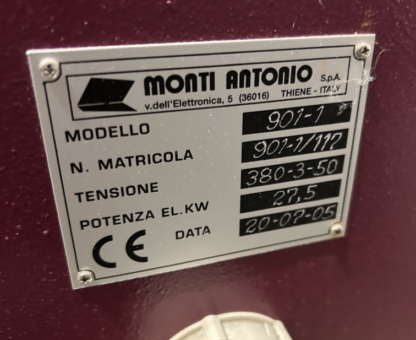 MONTI ANTONIO S.p.A.
v.dell'Elettronica, 5 (36016) THIENE - ITALY
MODELLO 901-1
N. MATRICOLA 901-1/117
TENSIONE 380-3-50
POTENZA EL.KW 27,5
CE DATA 20-07-05